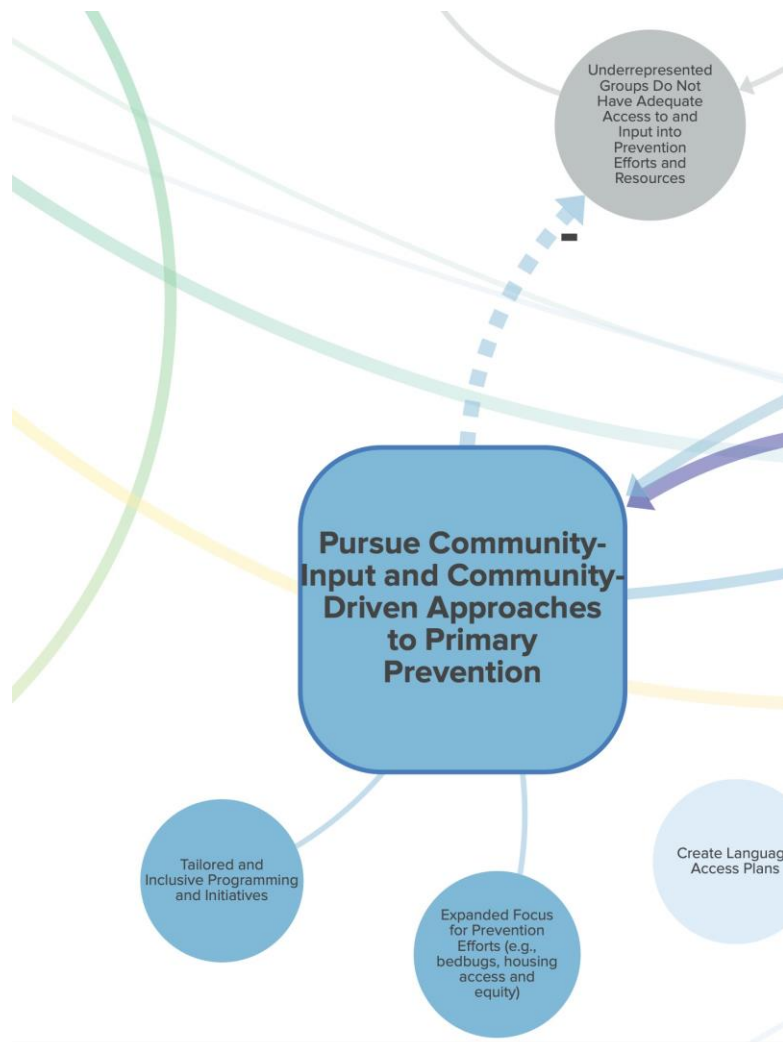 Underrepresented
Groups Do Not
Have Adequate
Access to and
Input into
Prevention
Efforts and
Resources
-
Pursue Community-
Input and Community-
Driven Approaches
to Primary
Prevention
Tailored and
Inclusive Programming
and Initiatives
Create Languag
Access Plans
Expanded Focus
for Prevention
Efforts (e.g.,
bedbugs, housing
access and
equity)